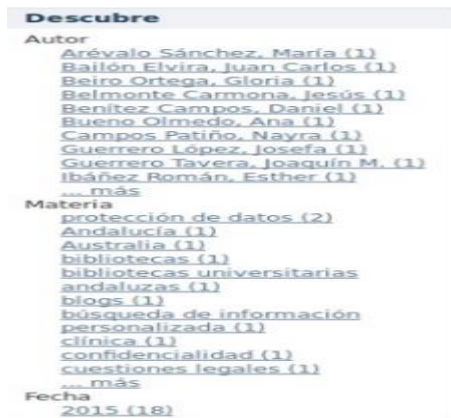 Descubre
Autor
Arévalo Sánchez, María (1)
Bailón Elvira, Juan Carlos (1)
Beiro Ortega, Gloria (1)
Belmonte Carmona, Jesús (1)
Benítez Campos, Daniel (1)
Bueno Olmedo, Ana (1)
Campos Patiño, Nayra (1)
Guerrero López, Josefa (1)
Guerrero Tavera, Joaquín M. (1)
Ibáñez Román, Esther (1)
... más
Materia
protección de datos (2)
Andalucía (1)
Australia (1)
bibliotecas (1)
bibliotecas universitarias
andaluzas (1)
blogs (1)
búsqueda de información
personalizada (1)
clínica (1)
confidencialidad (1)
cuestiones legales (1)
... más
Fecha
2015 (18)